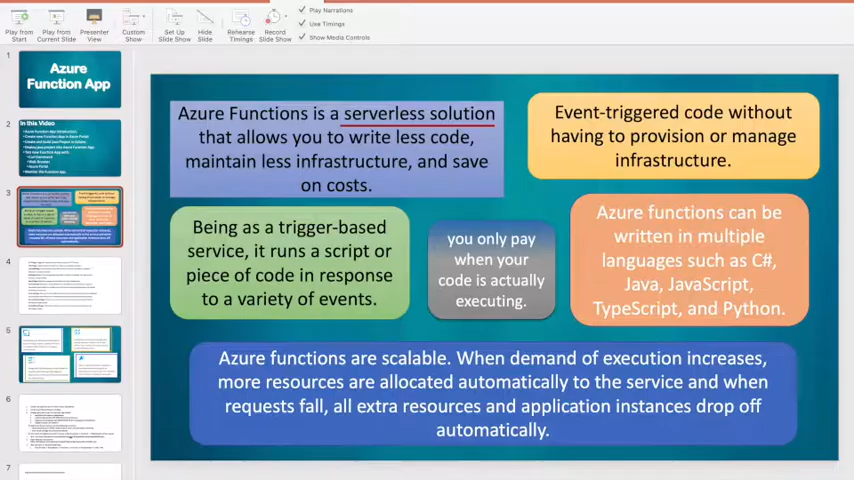 Play from
Start
Play from
Current Slide
Presenter
View
Custom
Show
Set Up
Slide Show
Hide
Slide
Rehearse
Timings
Record
Slide Show
Play Narrations
Use Timings
Show Media Controls
1
Azure
Function App
2
In this Video
3
4
5
6
7
Azure Functions is a serverless solution
that allows you to write less code,
maintain less infrastructure, and save
on costs.
Event-triggered code without
having to provision or manage
infrastructure.
Being as a trigger-based
service, it runs a script or
piece of code in response
to a variety of events.
you only pay
when your
code is actually
executing.
Azure functions can be
written in multiple
languages such as C#,
Java, JavaScript,
TypeScript, and Python.
Azure functions are scalable. When demand of execution increases,
more resources are allocated automatically to the service and when
requests fall, all extra resources and application instances drop off
automatically.